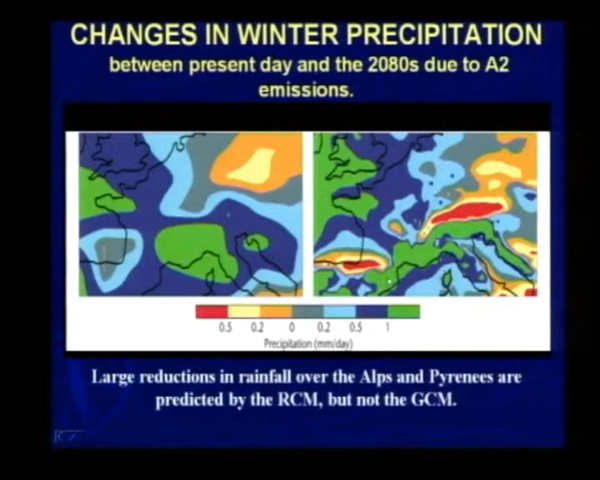 CHANGES IN WINTER PRECIPITATION
between present day and the 2080s due to A2
emissions.
0.5 0.2 0 0.2 0.5 1
Precipitation (mm/day)
Large reductions in rainfall over the Alps and Pyrenees are
predicted by the RCM, but not the GCM.